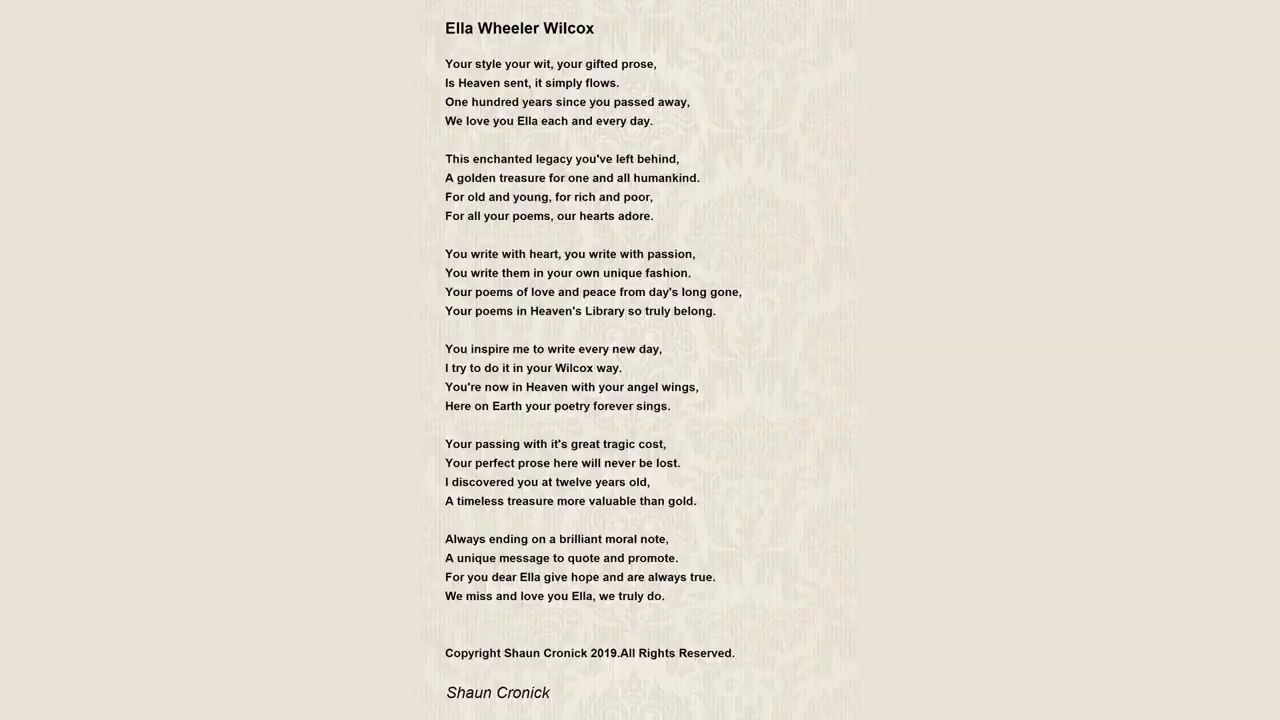 Ella Wheeler Wilcox
Your style your wit, your gifted prose,
Is Heaven sent, it simply flows.
One hundred years since you passed away,
We love you Ella each and every day.
This enchanted legacy you've left behind,
A golden treasure for one and all humankind.
For old and young, for rich and poor,
For all your poems, our hearts adore.
You write with heart, you write with passion,
You write them in your own unique fashion.
Your poems of love and peace from day's long gone,
Your poems in Heaven's Library so truly belong.
You inspire me to write every new day,
I try to do it in your Wilcox way.
You're now in Heaven with your angel wings,
Here on Earth your poetry forever sings.
Your passing with it's great tragic cost,
Your perfect prose here will never be lost.
I discovered you at twelve years old,
A timeless treasure more valuable than gold.
Always ending on a brilliant moral note,
A unique message to quote and promote.
For you dear Ella give hope and are always true.
We miss and love you Ella, we truly do.
Copyright Shaun Cronick 2019.All Rights Reserved.
Shaun Cronick